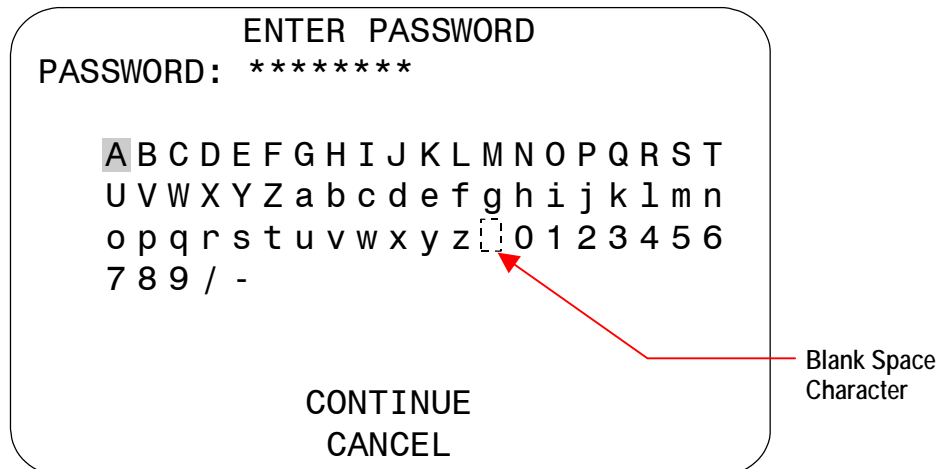 ENTER PASSWORD
PASSWORD: ********
A B C D E F G H I J K L M N O P Q R S T
U V W X Y Z a b c d e f g h i j k l m n
o p q r s t u v w x y z   0 1 2 3 4 5 6
7 8 9 / -
Blank Space
Character
CONTINUE
CANCEL